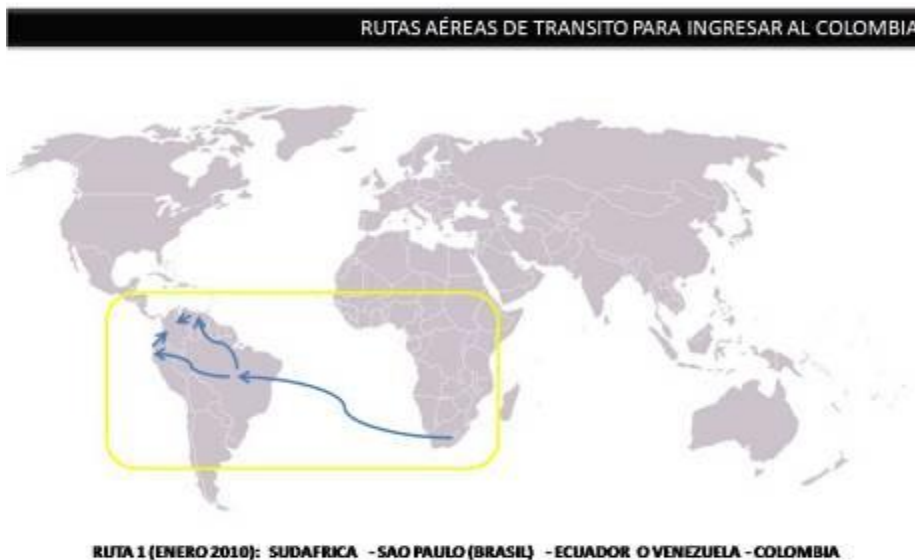 RUTAS AÉREAS DE TRANSITO PARA INGRESAR AL COLOMBIA
RUTA 1 (ENERO 2010): SUDAFRICA - SAO PAULO (BRASIL) - ECUADOR O VENEZUELA - COLOMBIA